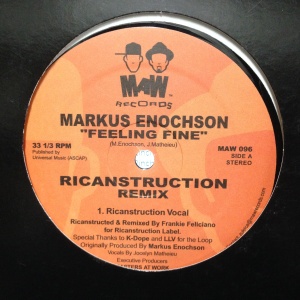 MAW
RECORDS
MARKUS ENOCHSON
"FEELING FINE"
(M.Enochson, J.Matheieu)
33 1/3 RPM
Published by
Universal Music (ASCAP)
MAW 096
SIDE A
STEREO
RICANSTRUCTION
REMIX
1. Ricanstruction Vocal
Ricanstructed & Remixed By Frankie Feliciano
for Ricanstruction Label.
Special Thanks to K-Dope and LLV for the Loop
Originally Produced By Markus Enochson
Vocals By Jocelyn Mathieu
Executive Producers
MASTERS AT WORK